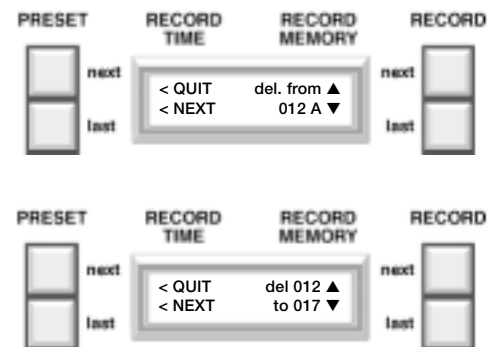 PRESET RECORD TIME RECORD MEMORY RECORD
next next
< QUIT del. from ▲
< NEXT 012 A ▼
last last
PRESET RECORD TIME RECORD MEMORY RECORD
next next
< QUIT del 012 ▲
< NEXT to 017 ▼
last last